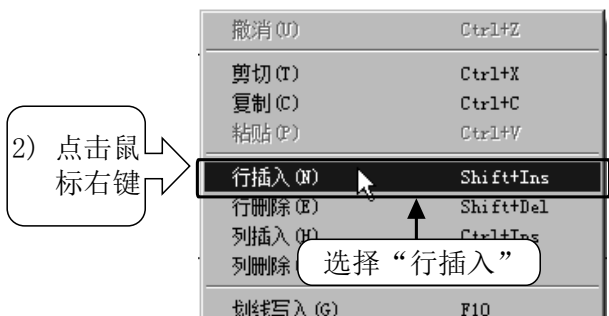 撤消(U) Ctrl+Z
剪切(T) Ctrl+X
复制(C) Ctrl+C
粘贴(P) Ctrl+V
2) 点击鼠
标右键
行插入(N) Shift+Ins
行删除(E) Shift+Del
列插入(H) Ctrl+Ins
列删除
选择“行插入”
划线写入(G) F10